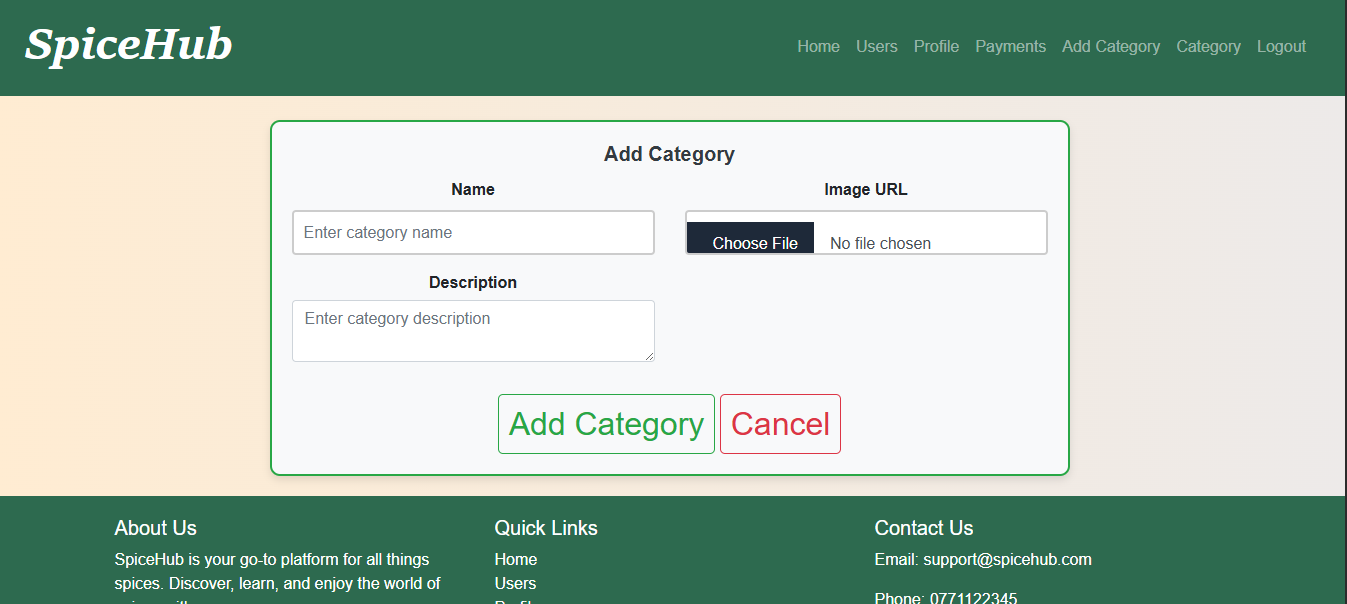 SpiceHub
Home Users Profile Payments Add Category Category Logout
Add Category
Name
Image URL
Enter category name
Choose File No file chosen
Description
Enter category description
Add Category Cancel
About Us
SpiceHub is your go-to platform for all things
spices. Discover, learn, and enjoy the world of
Quick Links
Home
Users
Contact Us
Email: support@spicehub.com
Phone: 0771122345